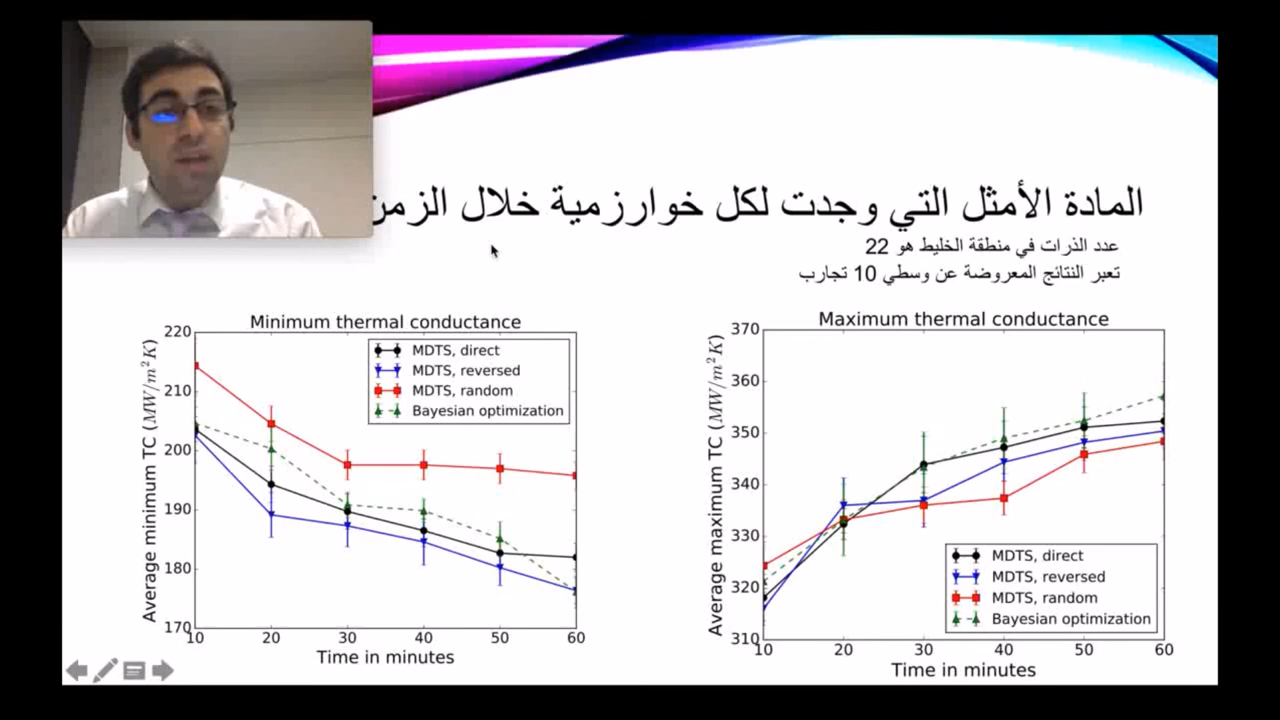 المادة الأمثل التي وجدت لكل خوارزمية خلال الزمن
عدد الذرات في منطقة الخليط هو 22
تعبر النتائج المعروضة عن وسطي 10 تجارب
Minimum thermal conductance
Average minimum TC (MW/m²K)
220
210
200
190
180
170
MDTS, direct
MDTS, reversed
MDTS, random
Bayesian optimization
10 20 30 40 50 60
Time in minutes
Maximum thermal conductance
Average maximum TC (MW/m²K)
370
360
350
340
330
320
310
MDTS, direct
MDTS, reversed
MDTS, random
Bayesian optimization
10 20 30 40 50 60
Time in minutes